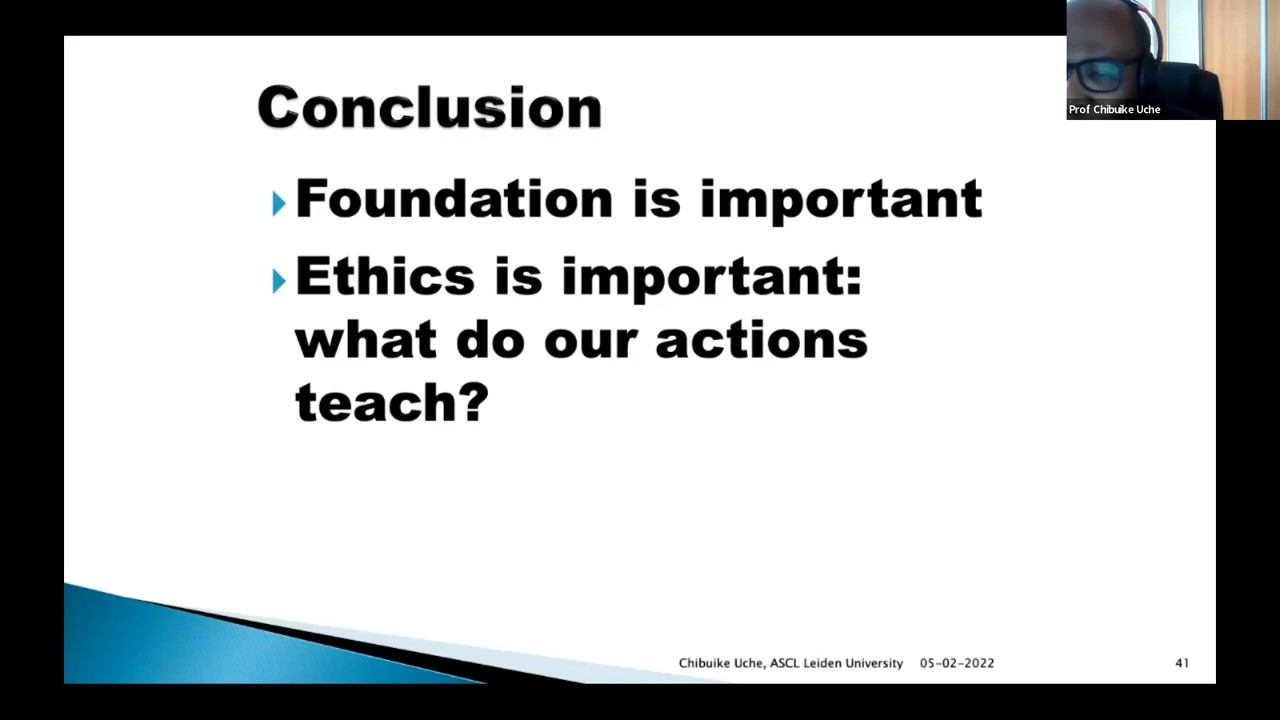 Prof Chibuike Uche
Conclusion
Foundation is important
Ethics is important:
what do our actions
teach?
Chibuike Uche, ASCL Leiden University 05-02-2022 41